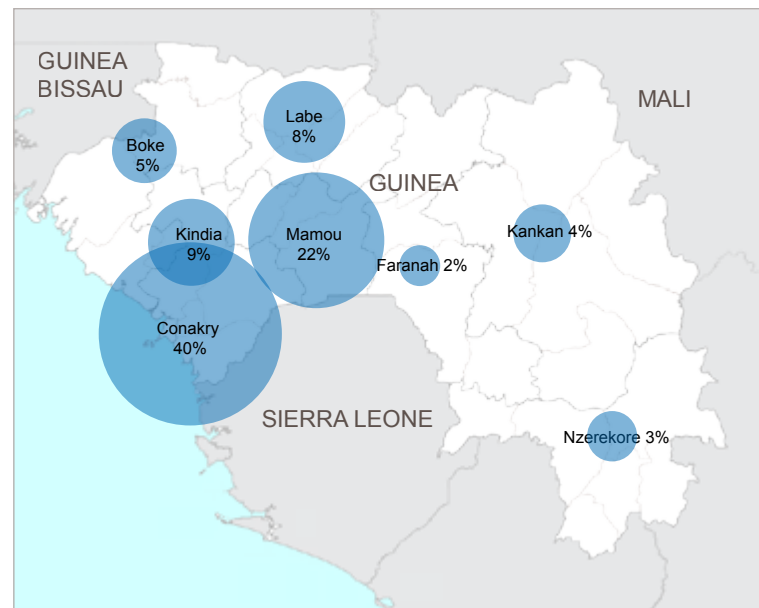 GUINEA
BISSAU
MALI
Labe
8%
Boke
5%
GUINEA
Kindia
9%
Mamou
22%
Kankan 4%
Faranah 2%
Conakry
40%
SIERRA LEONE
Nzerekore 3%